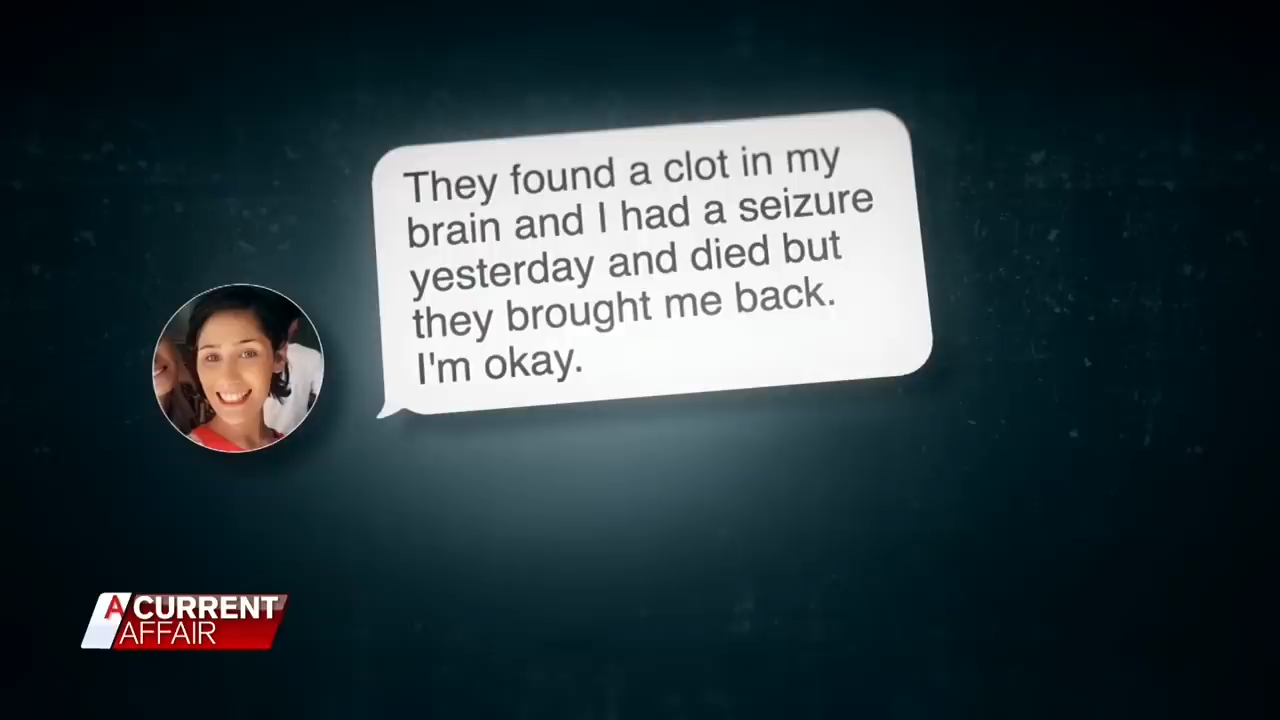 They found a clot in my
brain and I had a seizure
yesterday and died but
they brought me back.
I'm okay.
A CURRENT
AFFAIR